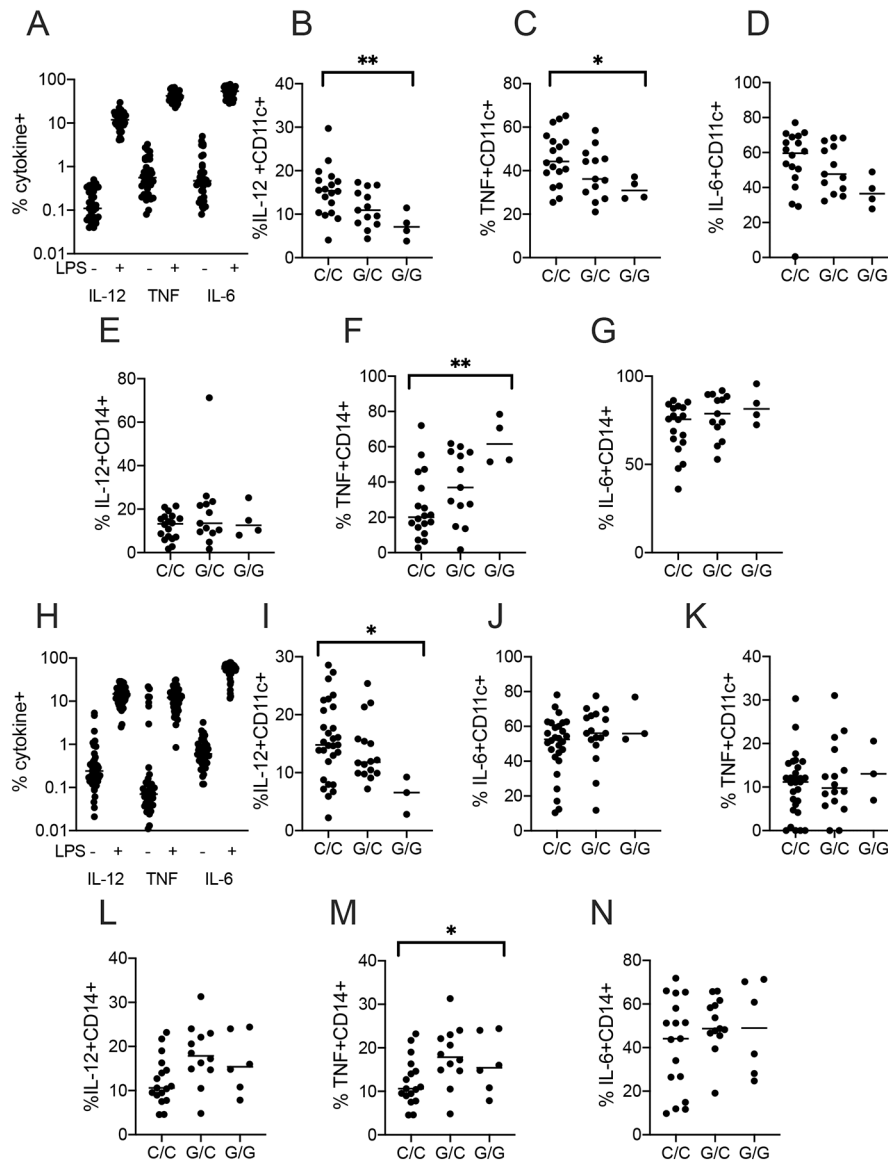 A
% cytokine+
100
10
1
0.1
0.01
LPS - + - + - +
IL-12 TNF IL-6
B
**
%IL-12 +CD11c+
40
30
20
10
0
C/C G/C G/G
C
*
% TNF+CD11c+
80
60
40
20
0
C/C G/C G/G
D
% IL-6+CD11c+
100
80
60
40
20
0
C/C G/C G/G
E
% IL-12+CD14+
80
60
40
20
0
C/C G/C G/G
F
**
% TNF+CD14+
100
80
60
40
20
0
C/C G/C G/G
G
% IL-6+CD14+
100
50
0
C/C G/C G/G
H
% cytokine+
100
10
1
0.1
0.01
LPS - + - + - +
IL-12 TNF IL-6
I
*
%IL-12+CD11c+
30
20
10
0
C/C G/C G/G
J
% IL-6+CD11c+
100
80
60
40
20
0
C/C G/C G/G
K
% TNF+CD11c+
40
30
20
10
0
C/C G/C G/G
L
%IL-12+CD14+
40
30
20
10
0
C/C G/C G/G
M
*
% TNF+CD14+
40
30
20
10
0
C/C G/C G/G
N
% IL-6+CD14+
80
60
40
20
0
C/C G/C G/G